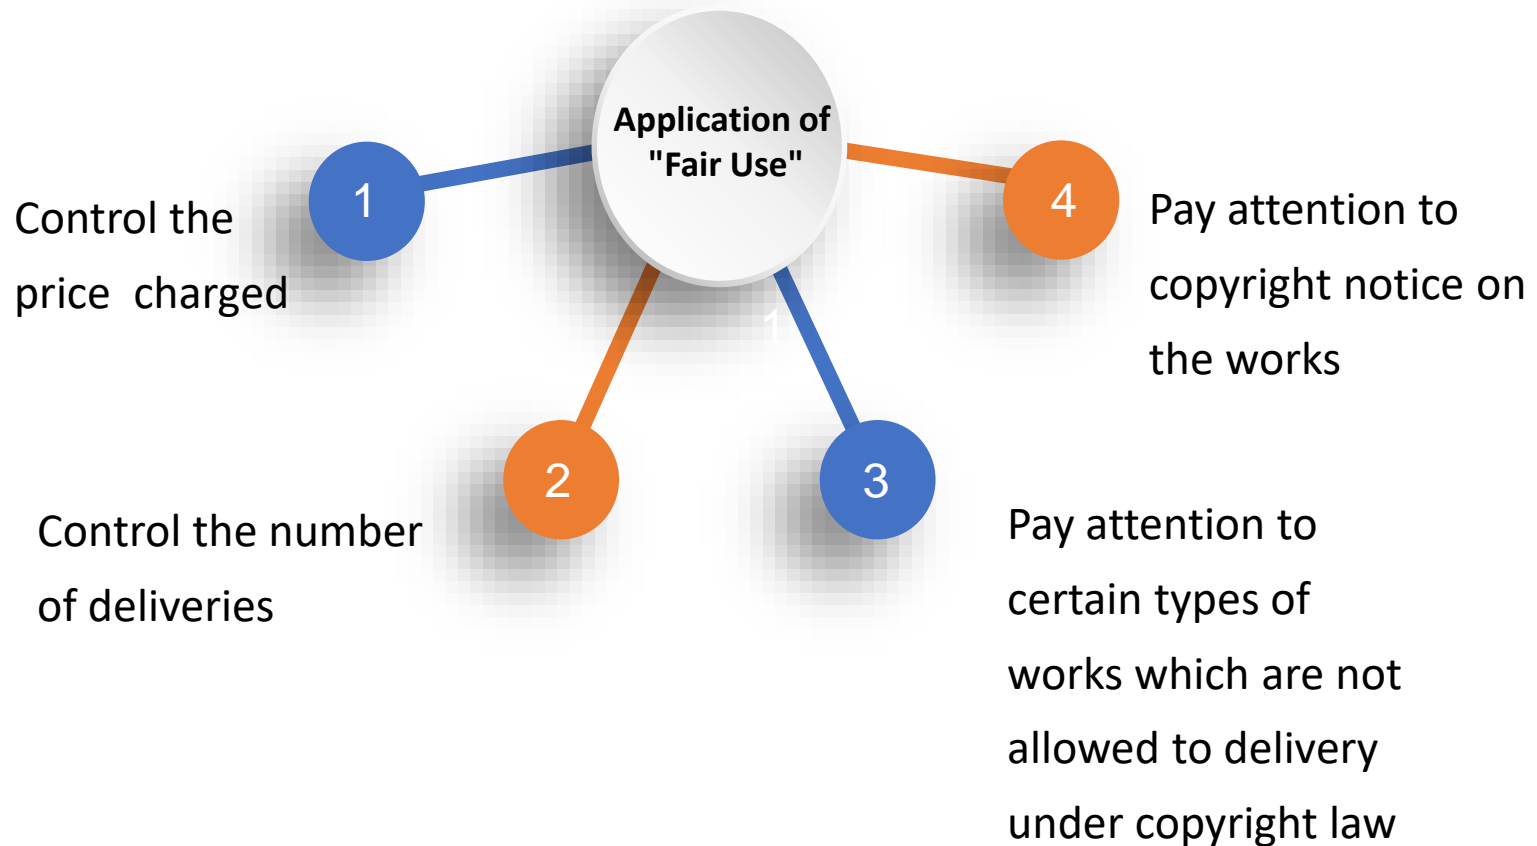 Application of
"Fair Use"
1
Control the
price  charged
2
Control the number
of deliveries
3
Pay attention to
certain types of
works which are not
allowed to delivery
under copyright law
4
Pay attention to
copyright notice on
the works
1